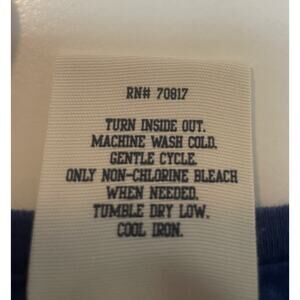 RN# 70817
TURN INSIDE OUT.
MACHINE WASH COLD.
GENTLE CYCLE.
ONLY NON-CHLORINE BLEACH
WHEN NEEDED.
TUMBLE DRY LOW.
COOL IRON.